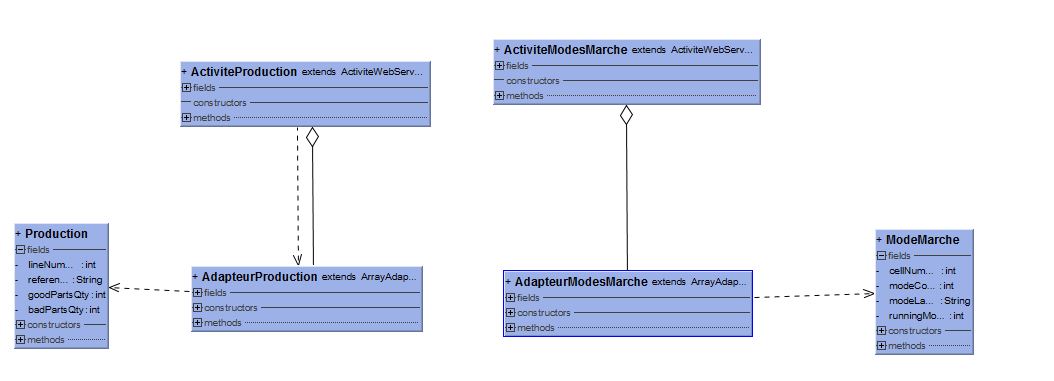 + ActiviteProduction extends ActiviteWebServ...
fields
constructors
methods
+ ActiviteModesMarche extends ActiviteWebServ...
fields
constructors
methods
+ Production
fields
- lineNum... : int
- referen... : String
- goodPartsQty : int
- badPartsQty : int
constructors
methods
+ AdapteurProduction extends ArrayAdap...
fields
constructors
methods
+ AdapteurModesMarche extends ArrayAdap...
fields
constructors
methods
+ ModeMarche
fields
- cellNum... : int
- modeCo... : int
- modeLa... : String
- runningMo... : int
constructors
methods